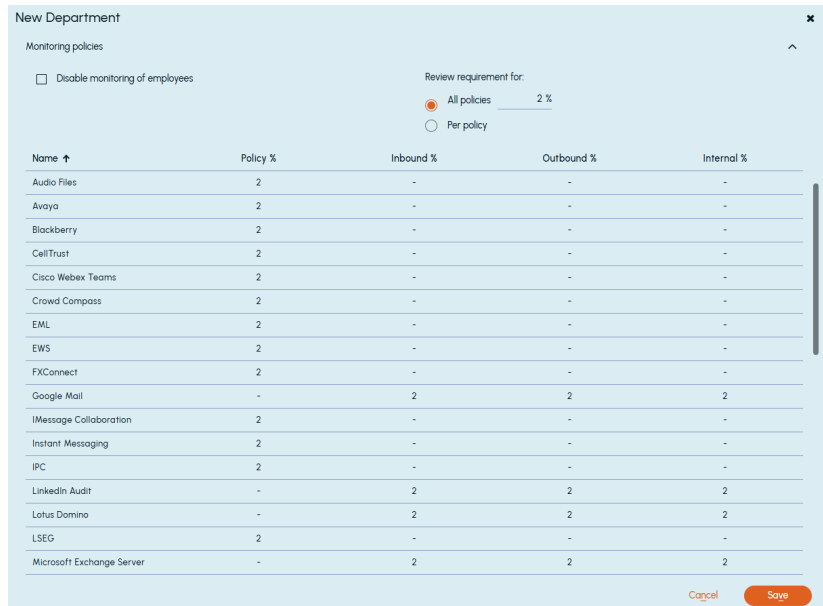 New Department
Monitoring policies
Disable monitoring of employees
Review requirement for:
All policies 2 %
Per policy
Name ↑ Policy % Inbound % Outbound % Internal %
Audio Files 2 - - -
Avaya 2 - - -
Blackberry 2 - - -
CellTrust 2 - - -
Cisco Webex Teams 2 - - -
Crowd Compass 2 - - -
EML 2 - - -
EWS 2 - - -
FXConnect 2 - - -
Google Mail - 2 2 2
IMessage Collaboration 2 - - -
Instant Messaging 2 - - -
IPC 2 - - -
LinkedIn Audit - 2 2 2
Lotus Domino - 2 2 2
LSEG 2 - - -
Microsoft Exchange Server - 2 2 2
Cancel Save